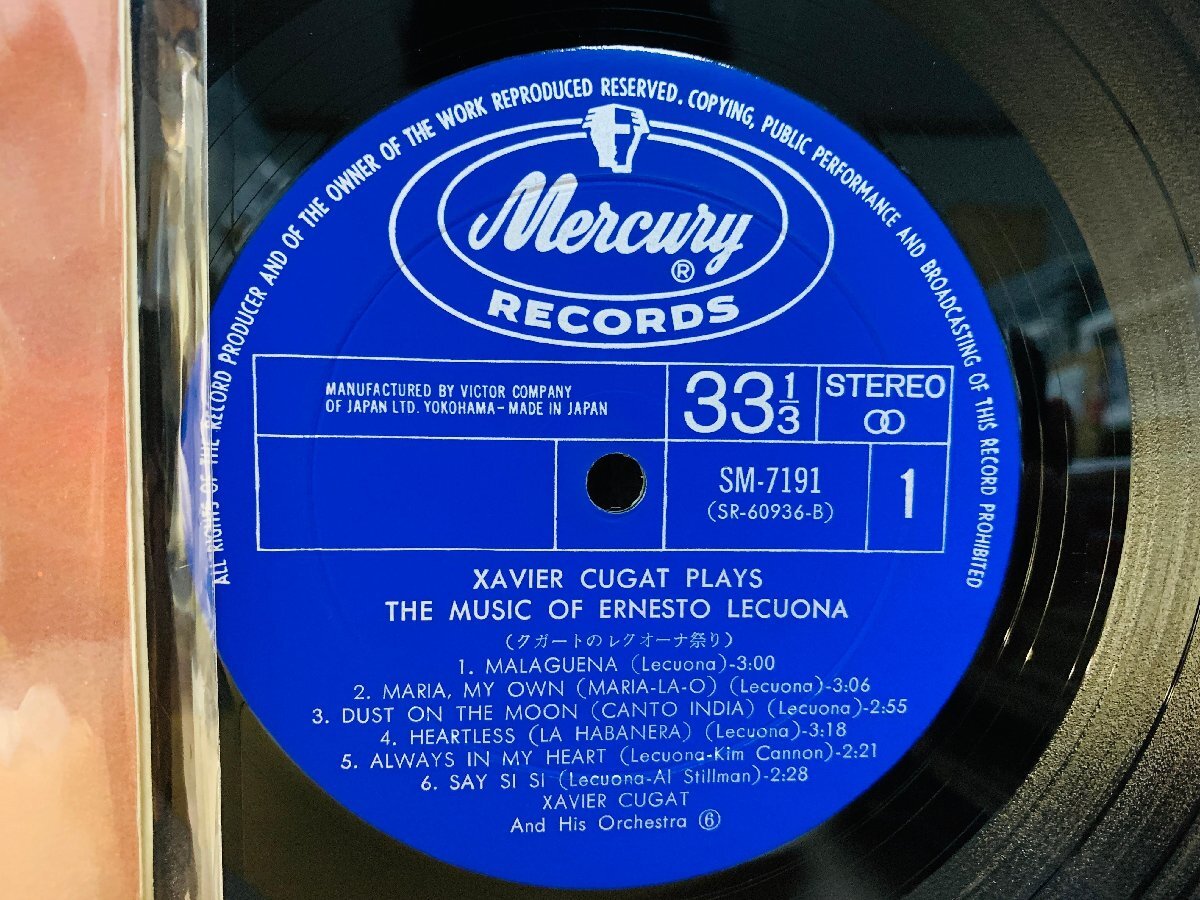 ALL RIGHTS OF THE RECORD PRODUCER AND OF THE OWNER OF THE WORK REPRODUCED RESERVED. COPYING, PUBLIC PERFORMANCE AND BROADCASTING OF THIS RECORD PROHIBITED
Mercury
®
RECORDS
MANUFACTURED BY VICTOR COMPANY
OF JAPAN LTD. YOKOHAMA-MADE IN JAPAN
33 1/3
STEREO
SM-7191
(SR-60936-B)
1
XAVIER CUGAT PLAYS
THE MUSIC OF ERNESTO LECUONA
(クガートのレクオーナ祭り)
1. MALAGUENA (Lecuona)-3:00
2. MARIA, MY OWN (MARIA-LA-O) (Lecuona)-3:06
3. DUST ON THE MOON (CANTO INDIA) (Lecuona)-2:55
4. HEARTLESS (LA HABANERA) (Lecuona)-3:18
5. ALWAYS IN MY HEART (Lecuona-Kim Cannon)-2:21
6. SAY SI SI (Lecuona-Al Stillman)-2:28
XAVIER CUGAT
And His Orchestra ⑥